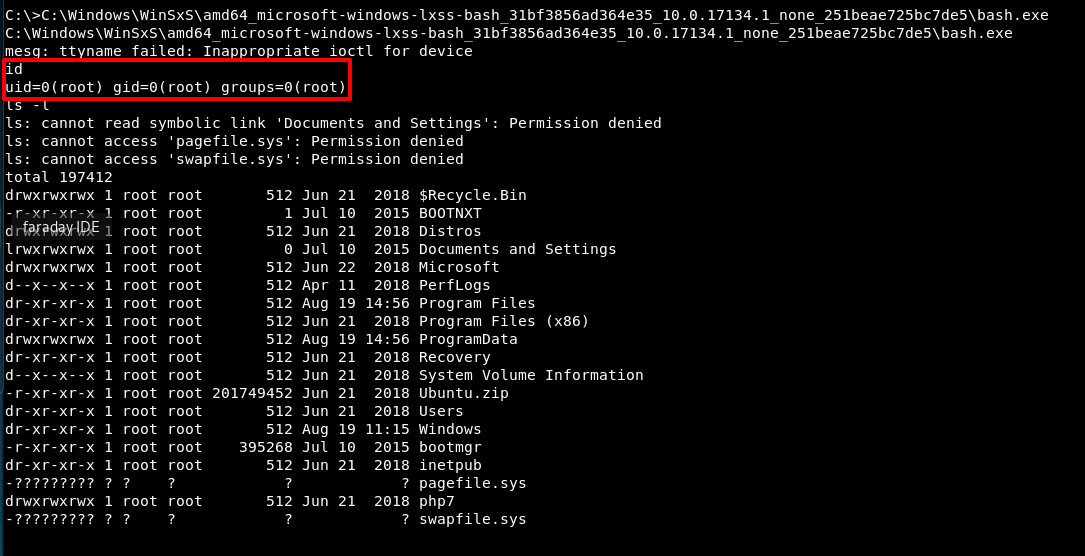 C:\>C:\Windows\WinSxS\amd64_microsoft-windows-lxss-bash_31bf3856ad364e35_10.0.17134.1_none_251beae725bc7de5\bash.exe
C:\Windows\WinSxS\amd64_microsoft-windows-lxss-bash_31bf3856ad364e35_10.0.17134.1_none_251beae725bc7de5\bash.exe
mesg: ttyname failed: Inappropriate ioctl for device
id
uid=0(root) gid=0(root) groups=0(root)
ls -l
ls: cannot read symbolic link 'Documents and Settings': Permission denied
ls: cannot access 'pagefile.sys': Permission denied
ls: cannot access 'swapfile.sys': Permission denied
total 197412
drwxrwxrwx 1 root root       512 Jun 21  2018 $Recycle.Bin
-r-xr-xr-x 1 root root         1 Jul 10  2015 BOOTNXT
faraday IDE
drwxrwxrwx 1 root root       512 Jun 21  2018 Distros
lrwxrwxrwx 1 root root         0 Jul 10  2015 Documents and Settings
drwxrwxrwx 1 root root       512 Jun 22  2018 Microsoft
d--x--x--x 1 root root       512 Apr 11  2018 PerfLogs
dr-xr-xr-x 1 root root       512 Aug 19 14:56 Program Files
dr-xr-xr-x 1 root root       512 Jun 21  2018 Program Files (x86)
drwxrwxrwx 1 root root       512 Aug 19 14:56 ProgramData
dr-xr-xr-x 1 root root       512 Jun 21  2018 Recovery
d--x--x--x 1 root root       512 Jun 21  2018 System Volume Information
-r-xr-xr-x 1 root root 201749452 Jun 21  2018 Ubuntu.zip
dr-xr-xr-x 1 root root       512 Jun 21  2018 Users
dr-xr-xr-x 1 root root       512 Aug 19 11:15 Windows
-r-xr-xr-x 1 root root    395268 Jul 10  2015 bootmgr
dr-xr-xr-x 1 root root       512 Jun 21  2018 inetpub
-????????? ? ?    ?            ?            ? pagefile.sys
drwxrwxrwx 1 root root       512 Jun 21  2018 php7
-????????? ? ?    ?            ?            ? swapfile.sys